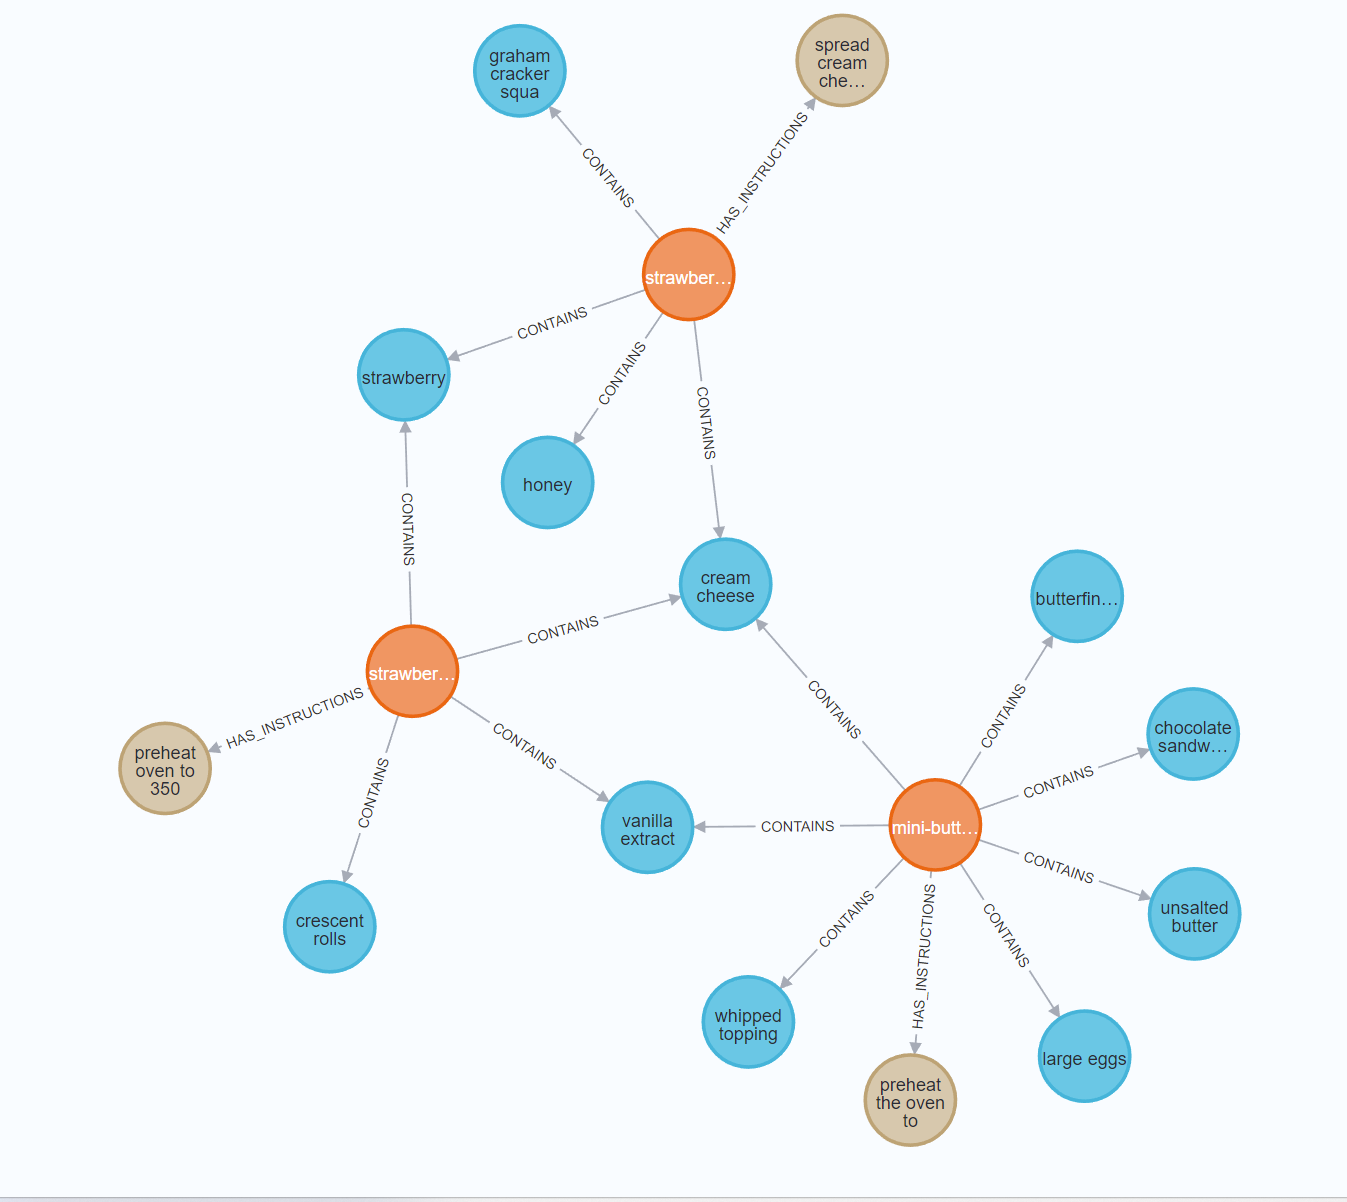 graham
cracker
squa
spread
cream
che…
CONTAINS
HAS_INSTRUCTIONS
strawber…
CONTAINS
strawberry
CONTAINS
CONTAINS
honey
CONTAINS
cream
cheese
butterfin…
CONTAINS
strawber…
HAS_INSTRUCTIONS
preheat
oven to
350
CONTAINS
CONTAINS
CONTAINS
CONTAINS
chocolate
sandw…
CONTAINS
vanilla
extract
CONTAINS
mini-butt…
CONTAINS
unsalted
butter
crescent
rolls
CONTAINS
HAS_INSTRUCTIONS
CONTAINS
whipped
topping
large eggs
preheat
the oven
to